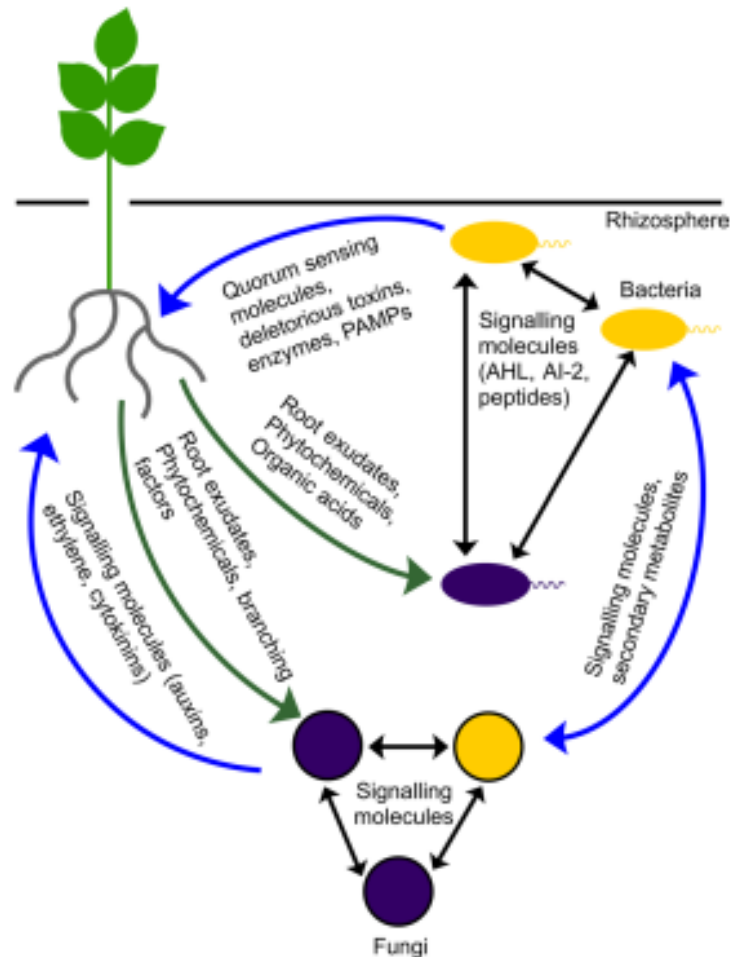 Rhizosphere
Quorum sensing
molecules,
deletorious toxins,
enzymes, PAMPs
Bacteria
Signalling
molecules
(AHL, AI-2,
peptides)
Root exudates,
Phytochemicals,
Organic acids
Root exudates,
Phytochemicals, branching
factors
Signalling molecules (auxins,
ethylene, cytokinins)
Signalling molecules,
secondary metabolites
Signalling
molecules
Fungi